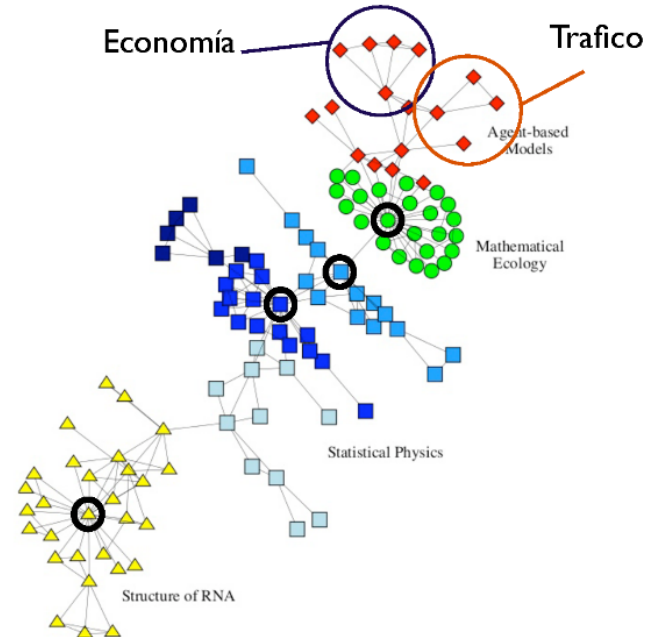 Economía
Trafico
Agent-based
Models
Mathematical
Ecology
Statistical Physics
Structure of RNA